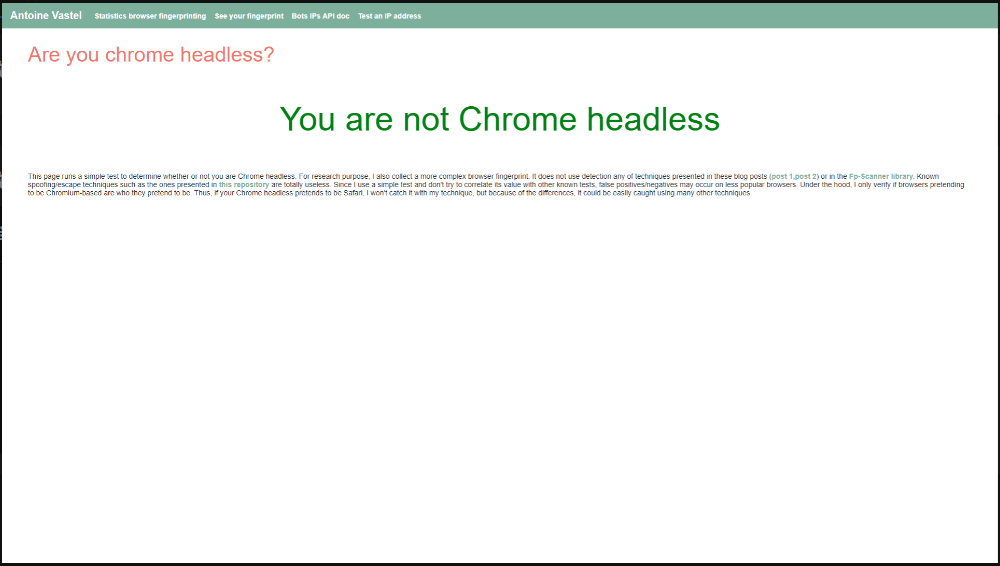 Antoine Vastel Statistics browser fingerprinting See your fingerprint Bots IPs API doc Test an IP address
Are you chrome headless?
You are not Chrome headless
This page runs a simple test to determine whether or not you are Chrome headless. For research purpose, I also collect a more complex browser fingerprint. It does not use detection any of techniques presented in these blog posts (post 1,post 2) or in the Fp-Scanner library. Known
spoofing/escape techniques such as the ones presented in this repository are totally useless. Since I use a simple test and don't try to correlate its value with other known tests, false positives/negatives may occur on less popular browsers. Under the hood, I only verify if browsers pretending
to be Chromium-based are who they pretend to be. Thus, if your Chrome headless pretends to be Safari, I won't catch it with my technique, but because of the differences, it could be easily caught using many other techniques.